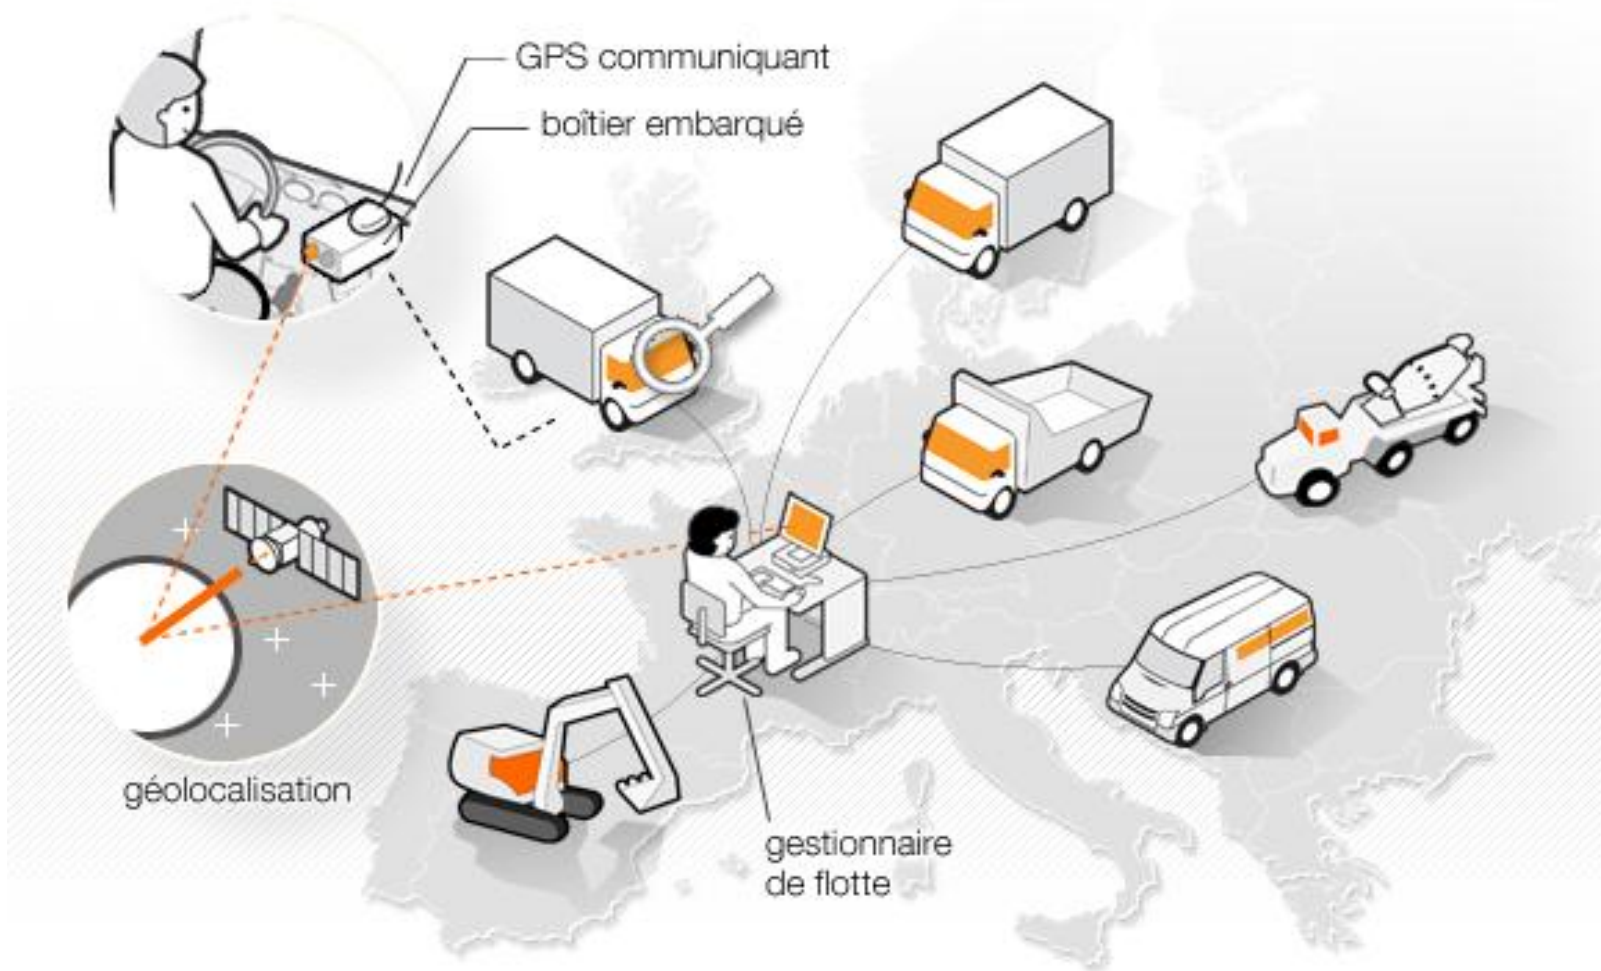 GPS communiquant
boîtier embarqué
géolocalisation
gestionnaire
de flotte